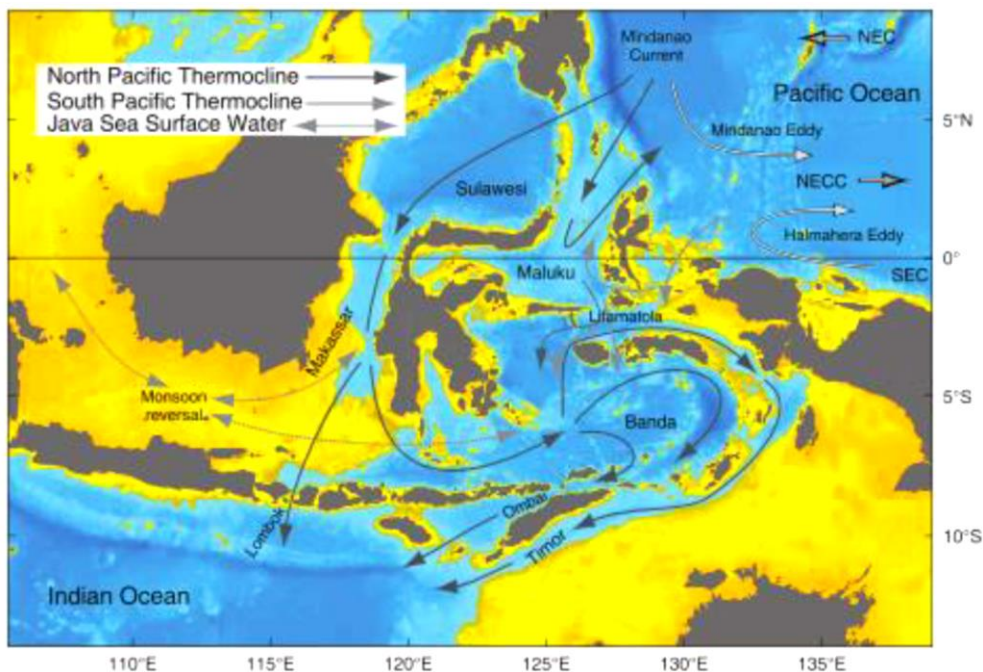 Mindanao
Current
NEC
North Pacific Thermocline
South Pacific Thermocline
Java Sea Surface Water
Pacific Ocean
5°N
Mindanao Eddy
NECC
Sulawesi
Halmahera Eddy
0°
Maluku
SEC
Lifamatola
Makassar
Monsoon
reversal
5°S
Banda
Ombai
Lombok
Timor
10°S
Indian Ocean
110°E
115°E
120°E
125°E
130°E
135°E